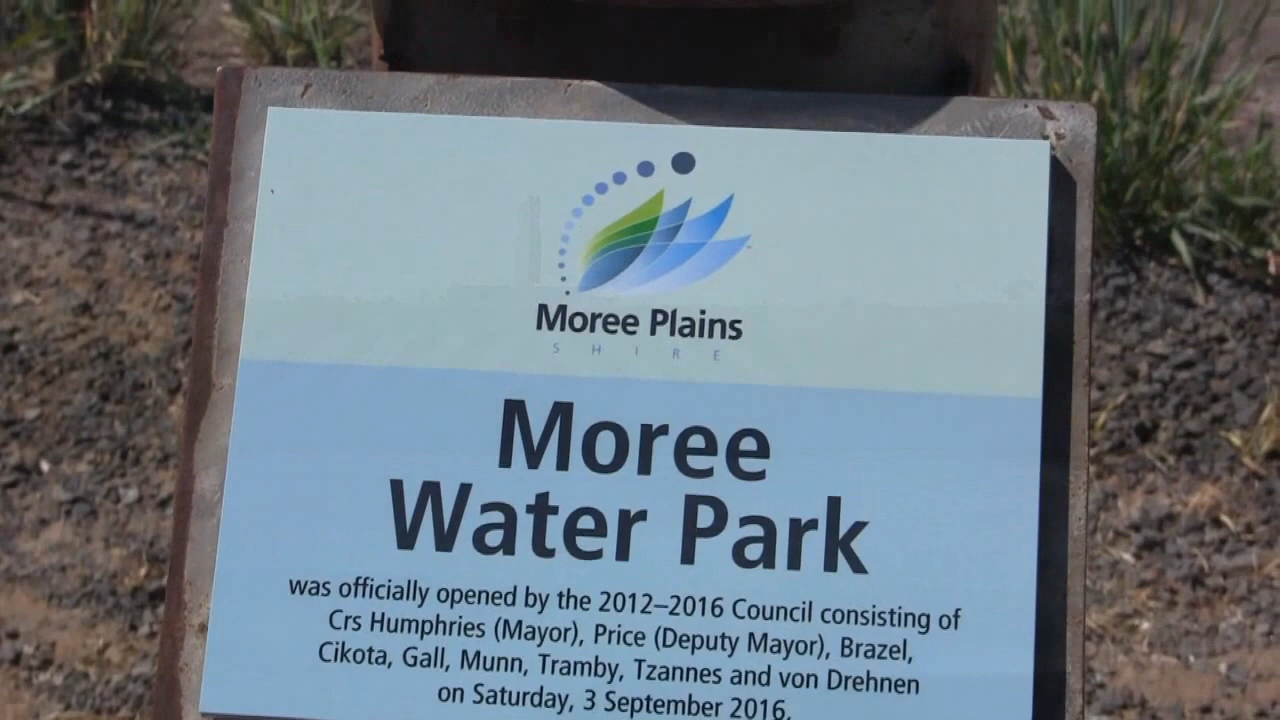 Moree Plains
SHIRE
Moree
Water Park
was officially opened by the 2012–2016 Council consisting of
Crs Humphries (Mayor), Price (Deputy Mayor), Brazel,
Cikota, Gall, Munn, Tramby, Tzannes and von Drehnen
on Saturday, 3 September 2016.